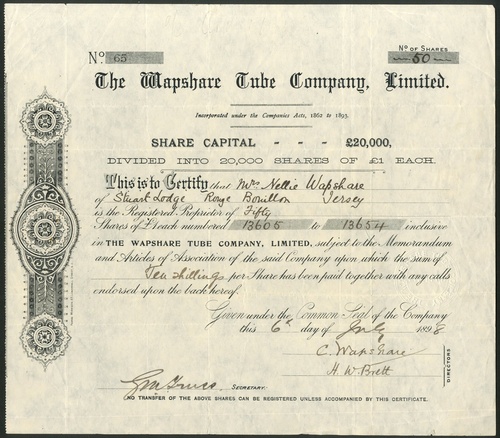 No 65
No OF SHARES
50
The Wapshare Tube Company, Limited.
Incorporated under the Companies Acts, 1862 to 1893.
SHARE CAPITAL - - - £20,000,
DIVIDED INTO 20,000 SHARES OF £1 EACH.
This is to Certify that Mrs Nellie Wapshare
of Stuart Lodge Roye Bouillon Jersey
is the Registered Proprietor of Fifty
Shares of £1 each numbered 13605 to 13654 inclusive
in THE WAPSHARE TUBE COMPANY, LIMITED, subject to the Memorandum
and Articles of Association of the said Company upon which the sum of
Ten shillings per Share has been paid together with any calls
endorsed upon the back hereof.
Given under the Common Seal of the Company
this 6th day of July 1898
C. Wapshare
H. W. Brett
DIRECTORS
SECRETARY.
NO TRANSFER OF THE ABOVE SHARES CAN BE REGISTERED UNLESS ACCOMPANIED BY THIS CERTIFICATE.